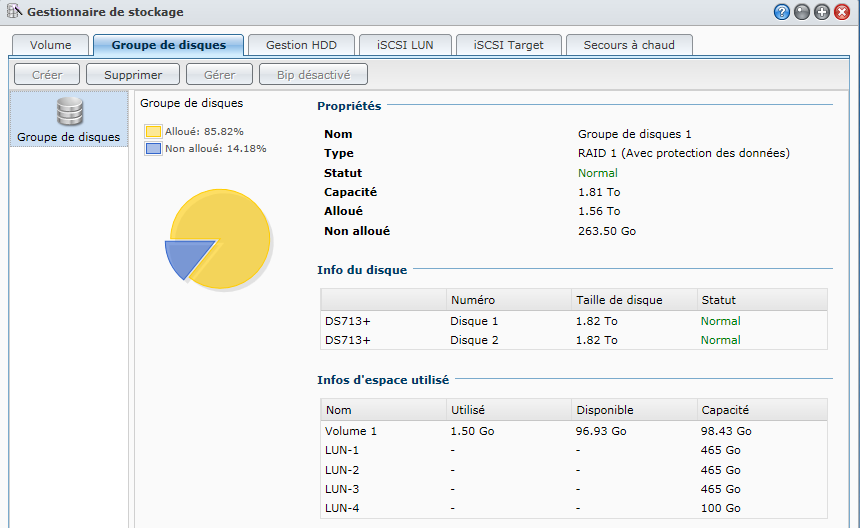 Gestionnaire de stockage
Volume Groupe de disques Gestion HDD iSCSI LUN iSCSI Target Secours à chaud
Créer Supprimer Gérer Bip désactivé
Groupe de disques
Groupe de disques
Alloué: 85.82%
Non alloué: 14.18%
Propriétés
Nom Groupe de disques 1
Type RAID 1 (Avec protection des données)
Statut Normal
Capacité 1.81 To
Alloué 1.56 To
Non alloué 263.50 Go
Info du disque
Numéro Taille de disque Statut
DS713+ Disque 1 1.82 To Normal
DS713+ Disque 2 1.82 To Normal
Infos d'espace utilisé
Nom Utilisé Disponible Capacité
Volume 1 1.50 Go 96.93 Go 98.43 Go
LUN-1 - - 465 Go
LUN-2 - - 465 Go
LUN-3 - - 465 Go
LUN-4 - - 100 Go